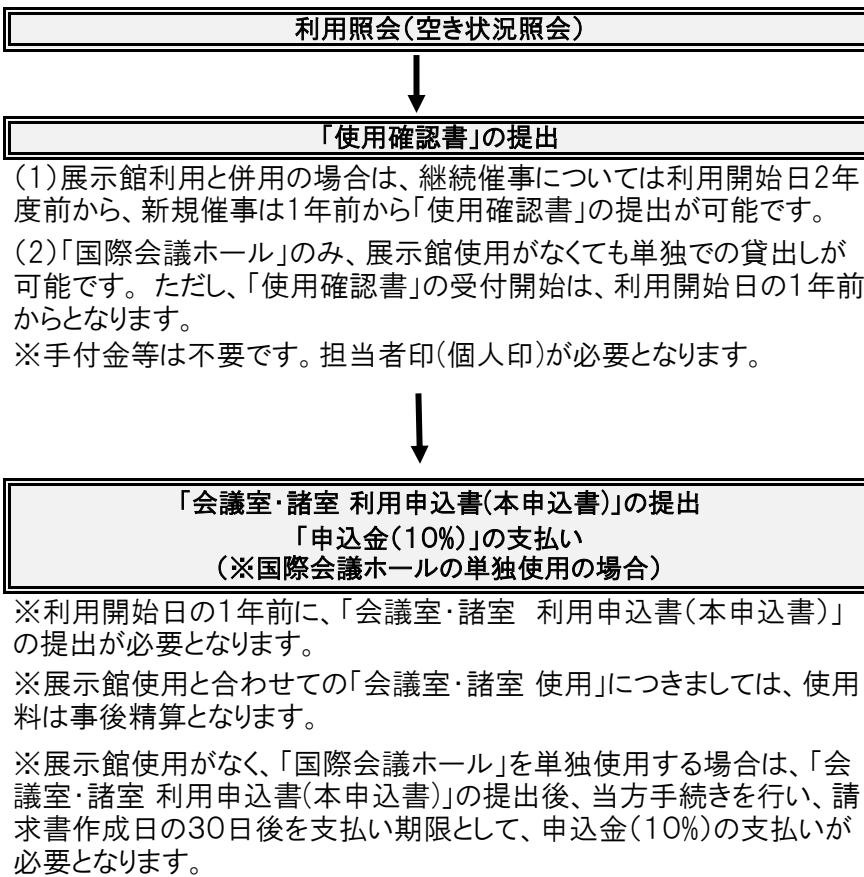 利用照会（空き状況照会）
「使用確認書」の提出
（１）展示館利用と併用の場合は、継続催事については利用開始日２年
度前から、新規催事は１年前から「使用確認書」の提出が可能です。
（２）「国際会議ホール」のみ、展示館使用がなくても単独での貸出しが
可能です。ただし、「使用確認書」の受付開始は、利用開始日の１年前
からとなります。
※手付金等は不要です。担当者印(個人印)が必要となります。
「会議室・諸室 利用申込書(本申込書)」の提出
「申込金（１０％）」の支払い
（※国際会議ホールの単独使用の場合）
※利用開始日の１年前に、「会議室・諸室　利用申込書（本申込書）」
の提出が必要となります。
※展示館使用と合わせての「会議室・諸室 使用」につきましては、使用
料は事後精算となります。
※展示館使用がなく、「国際会議ホール」を単独使用する場合は、「会
議室・諸室 利用申込書(本申込書)」の提出後、当方手続きを行い、請
求書作成日の３０日後を支払い期限として、申込金（１０％）の支払いが
必要となります。